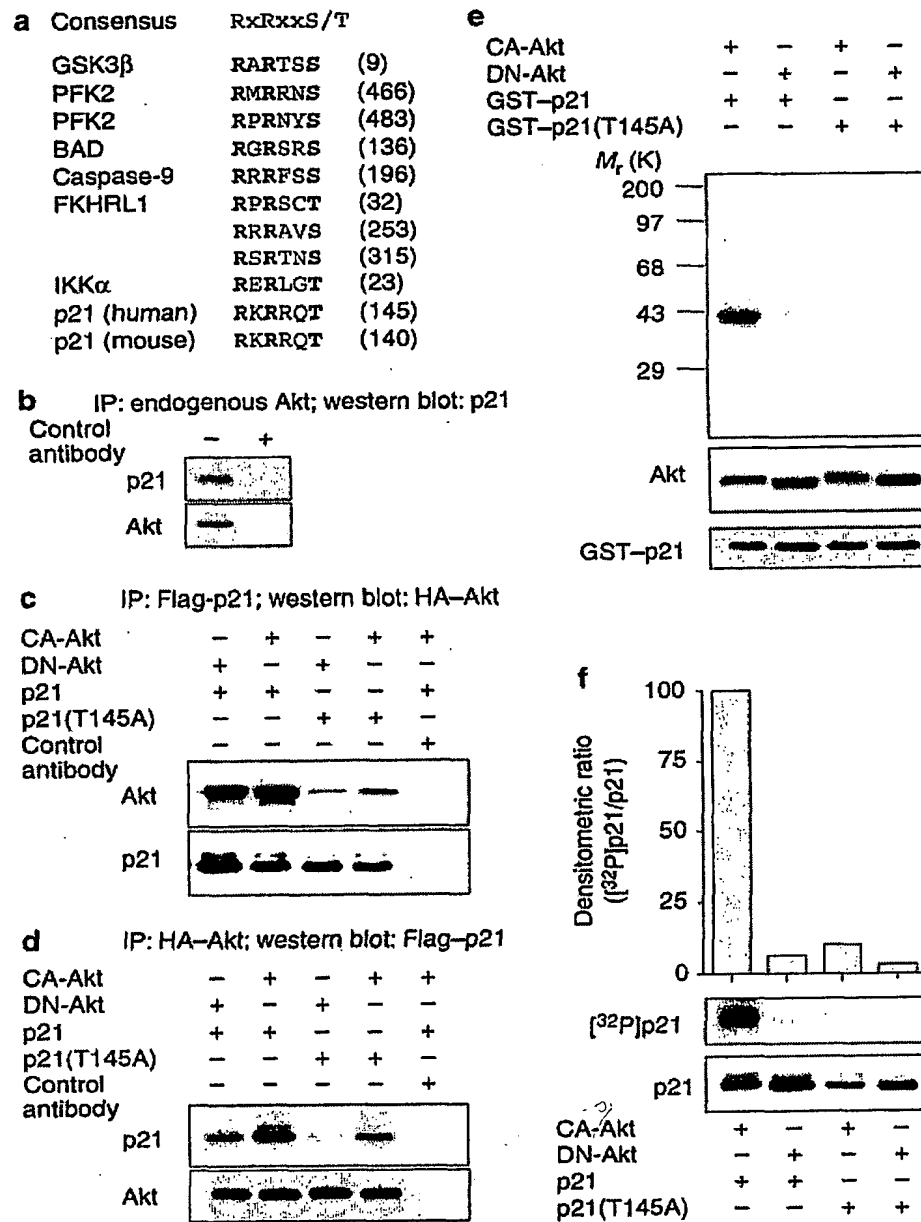 a Consensus RxRxxS/T
GSK3β RARTSS (9)
PFK2 RMRRNS (466)
PFK2 RPRNYS (483)
BAD RGRSRS (136)
Caspase-9 RRRFSS (196)
FKHRL1 RPRSCT (32)
RRRAVS (253)
RSRTNS (315)
IKKα RERLGT (23)
p21 (human) RKRRQT (145)
p21 (mouse) RKRRQT (140)
b IP: endogenous Akt; western blot: p21
Control antibody − +
p21
Akt
c IP: Flag-p21; western blot: HA–Akt
CA-Akt − + − + +
DN-Akt + − + − −
p21 + + − − +
p21(T145A) − − + + −
Control antibody − − − − +
Akt
p21
d IP: HA–Akt; western blot: Flag–p21
CA-Akt − + − + +
DN-Akt + − + − −
p21 + + − − +
p21(T145A) − − + + −
Control antibody − − − − +
p21
Akt
e
CA-Akt + − + −
DN-Akt − + − +
GST–p21 + + − −
GST–p21(T145A) − − + +
Mr (K)
200
97
68
43
29
Akt
GST–p21
f
Densitometric ratio
([32P]p21/p21)
100
75
50
25
0
[32P]p21
p21
CA-Akt + − + −
DN-Akt − + − +
p21 + + − −
p21(T145A) − − + +